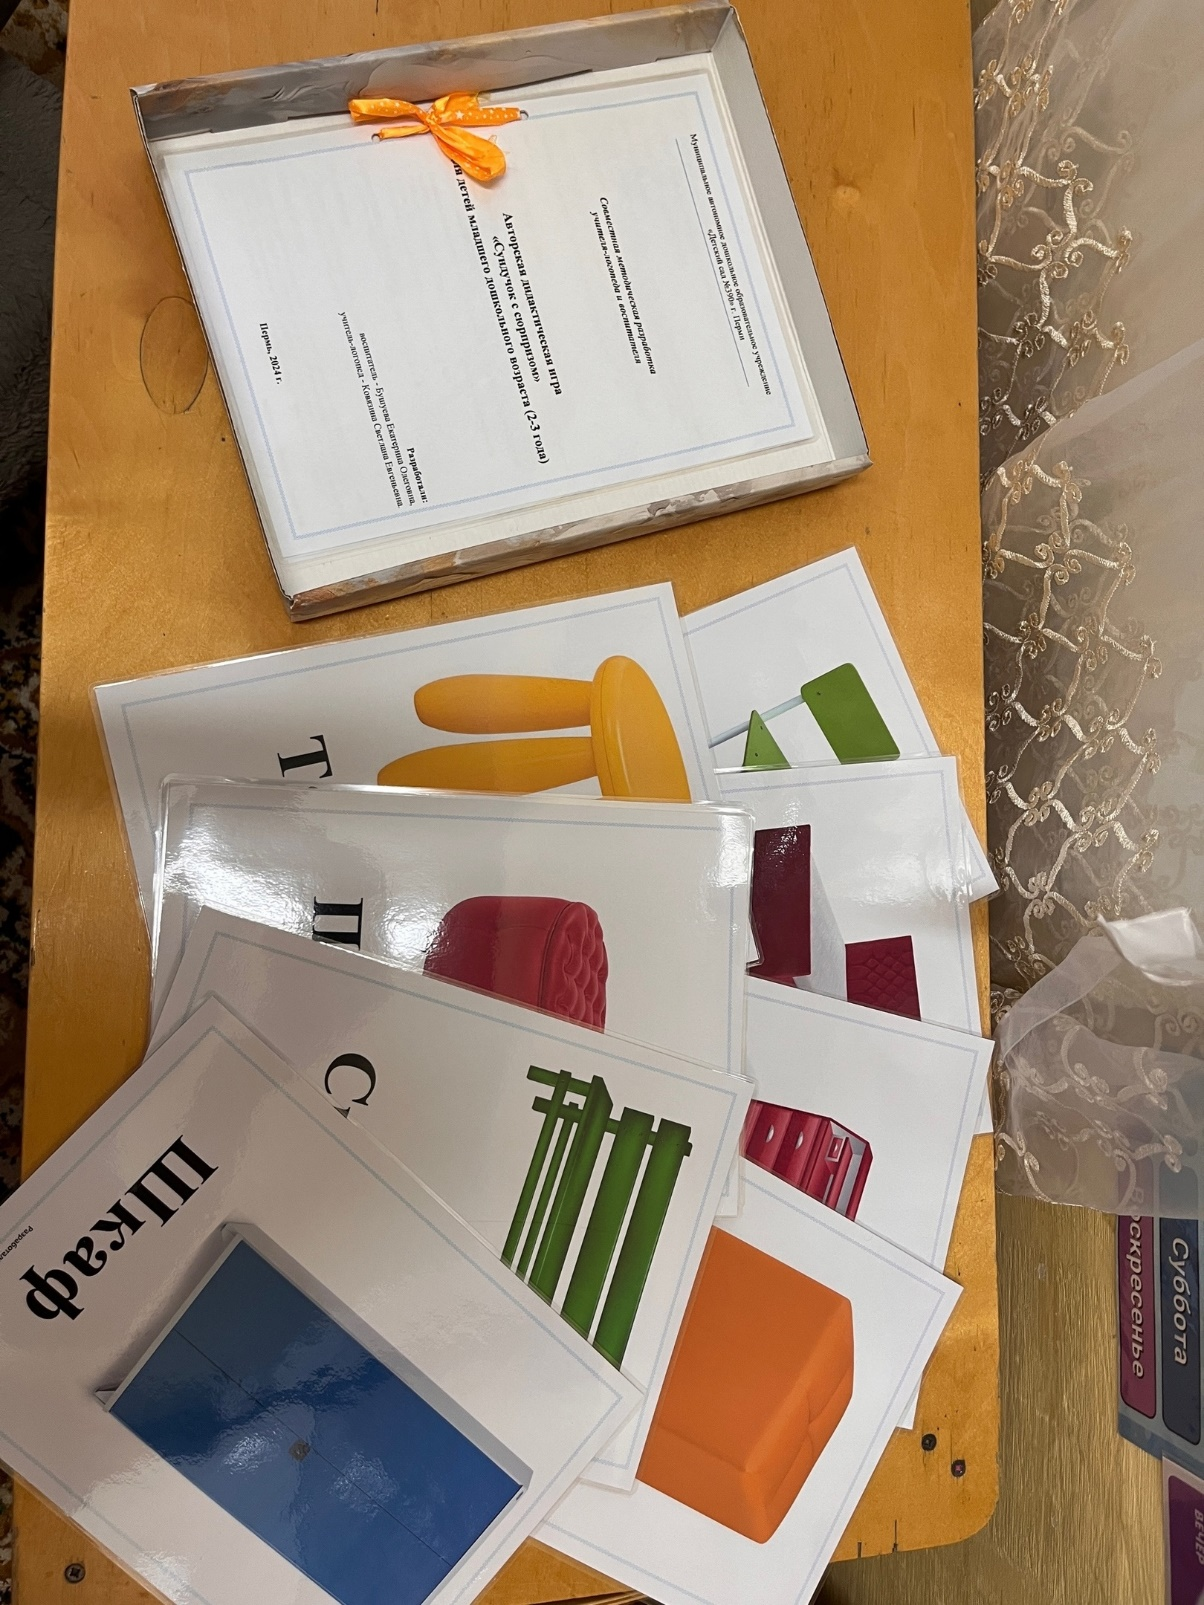 Муниципальное автономное дошкольное образовательное учреждение
«Детский сад №390» г. Перми
Совместная методическая разработка
учителя-логопеда и воспитателя
Авторская дидактическая игра
«Сундучок с сюрпризом»
детей младшего дошкольного возраста (2-3 года)
Разработали:
воспитатель - Бушуева Екатерина Олеговна,
учитель-логопед - Ковязина Светлана Евгеньевна.
Пермь, 2024 г.
Т
С
Шкаф
Суббота
Воскресенье
ВЕЧЕР